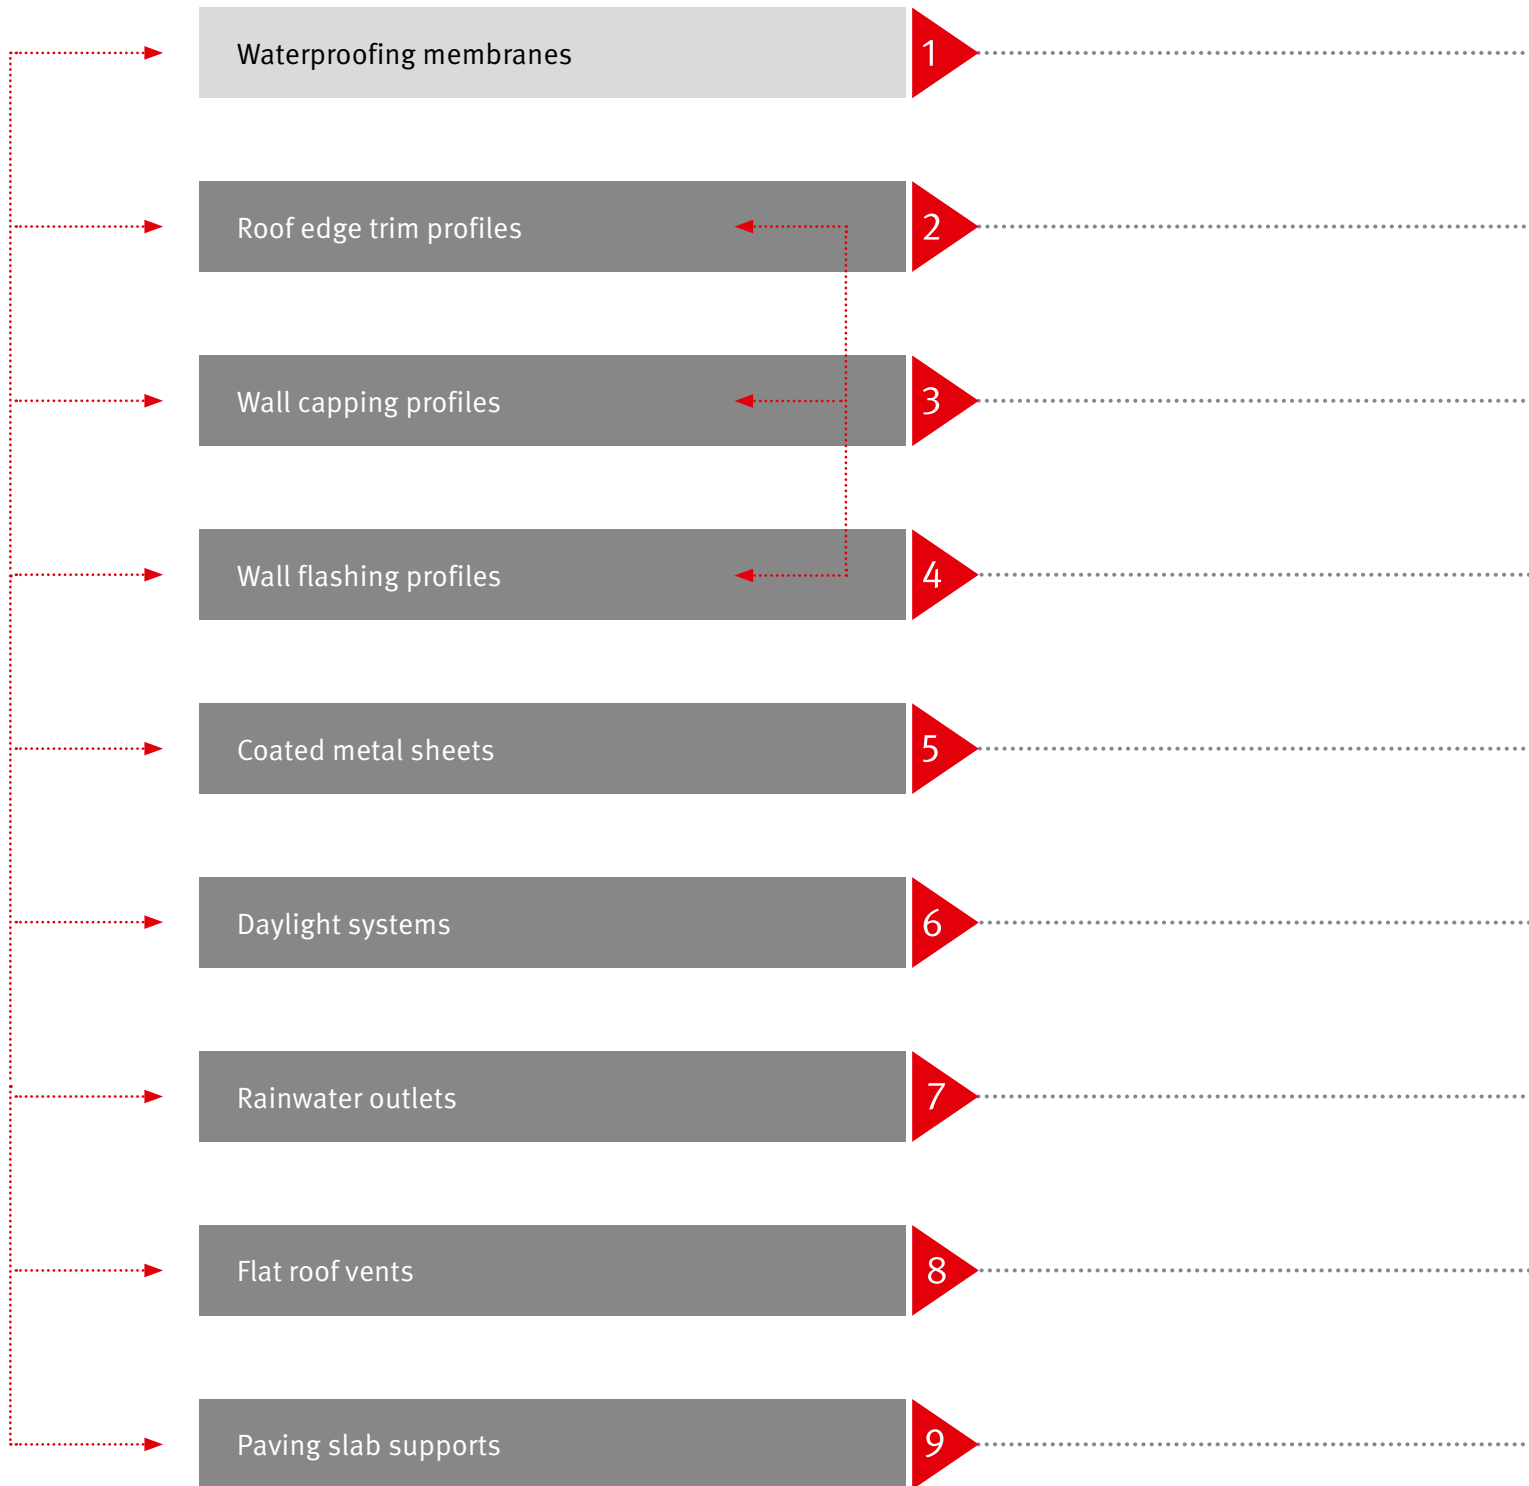 Waterproofing membranes 1
Roof edge trim profiles 2
Wall capping profiles 3
Wall flashing profiles 4
Coated metal sheets 5
Daylight systems 6
Rainwater outlets 7
Flat roof vents 8
Paving slab supports 9